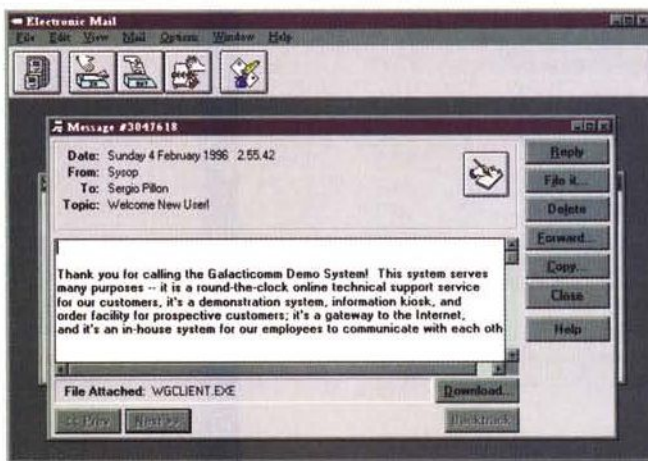 Electronic Mail
File Edit View Mail Options Window Help
Message #3047618
Date: Sunday 4 February 1996 2.55.42
From: Sysop
To: Sergio Pillon
Topic: Welcome New User!
Reply
File it...
Delete
Forward...
Copy...
Close
Help
Thank you for calling the Galacticomm Demo System! This system serves
many purposes -- it is a round-the-clock online technical support service
for our customers, it's a demonstration system, information kiosk, and
order facility for prospective customers; it's a gateway to the Internet,
and it's an in-house system for our employees to communicate with each oth
File Attached: WGCLIENT.EXE
Download...
<< Prev Next >> Backtrack